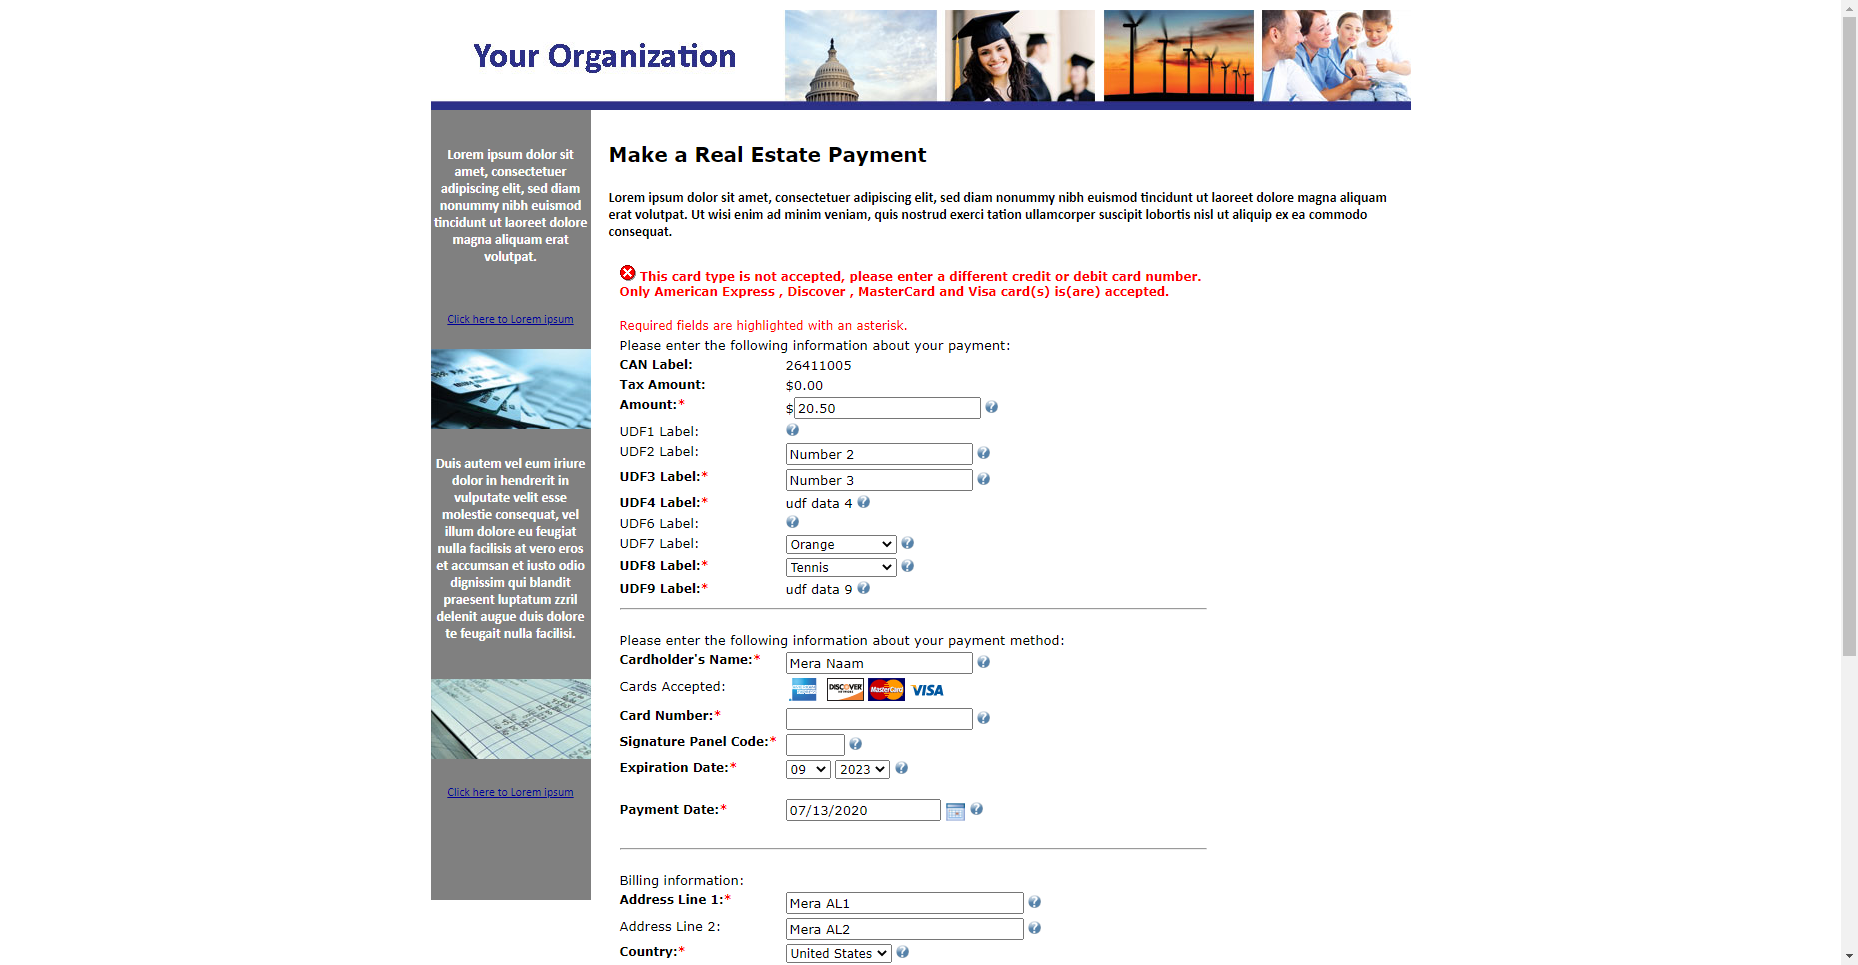 Your Organization
Lorem ipsum dolor sit
amet, consectetuer
adipiscing elit, sed diam
nonummy nibh euismod
tincidunt ut laoreet dolore
magna aliquam erat
volutpat.
Click here to Lorem ipsum
Duis autem vel eum iriure
dolor in hendrerit in
vulputate velit esse
molestie consequat, vel
illum dolore eu feugiat
nulla facilisis at vero eros
et accumsan et iusto odio
dignissim qui blandit
praesent luptatum zzril
delenit augue duis dolore
te feugait nulla facilisi.
Click here to Lorem ipsum
Make a Real Estate Payment
Lorem ipsum dolor sit amet, consectetuer adipiscing elit, sed diam nonummy nibh euismod tincidunt ut laoreet dolore magna aliquam
erat volutpat. Ut wisi enim ad minim veniam, quis nostrud exerci tation ullamcorper suscipit lobortis nisl ut aliquip ex ea commodo
consequat.
This card type is not accepted, please enter a different credit or debit card number.
Only American Express , Discover , MasterCard and Visa card(s) is(are) accepted.
Required fields are highlighted with an asterisk.
Please enter the following information about your payment:
CAN Label: 26411005
Tax Amount: $0.00
Amount:* $ 20.50 ?
UDF1 Label: ?
UDF2 Label: Number 2 ?
UDF3 Label:* Number 3 ?
UDF4 Label:* udf data 4 ?
UDF6 Label: ?
UDF7 Label: Orange ?
UDF8 Label:* Tennis ?
UDF9 Label:* udf data 9 ?
Please enter the following information about your payment method:
Cardholder's Name:* Mera Naam ?
Cards Accepted: DISCOVER MasterCard VISA
Card Number:* ?
Signature Panel Code:* ?
Expiration Date:* 09 2023 ?
Payment Date:* 07/13/2020 ?
Billing information:
Address Line 1:* Mera AL1 ?
Address Line 2: Mera AL2 ?
Country:* United States ?